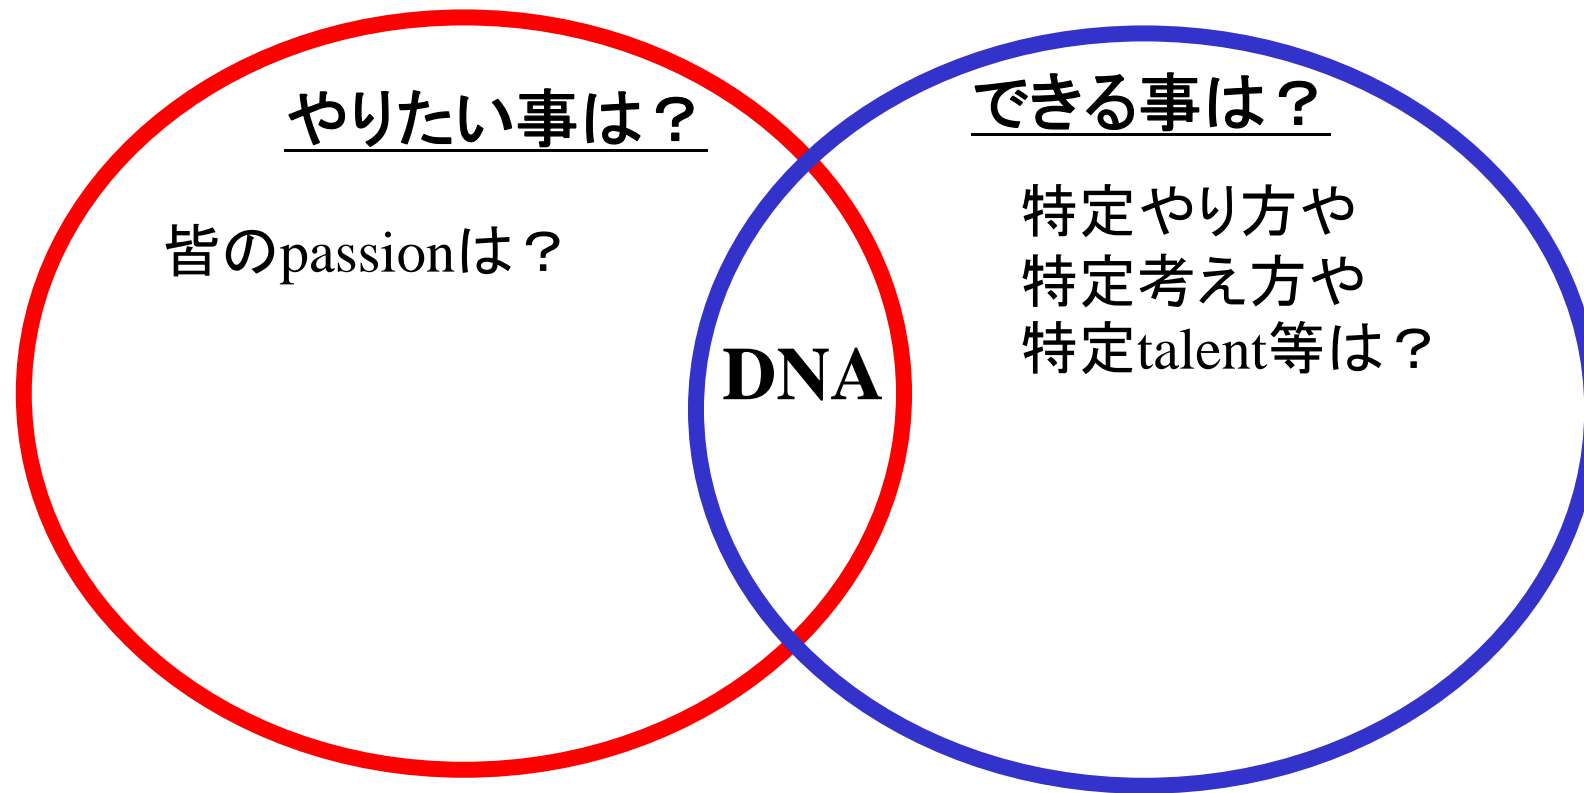 やりたい事は？
皆のpassionは？
DNA
できる事は？
特定やり方や
特定考え方や
特定talent等は？